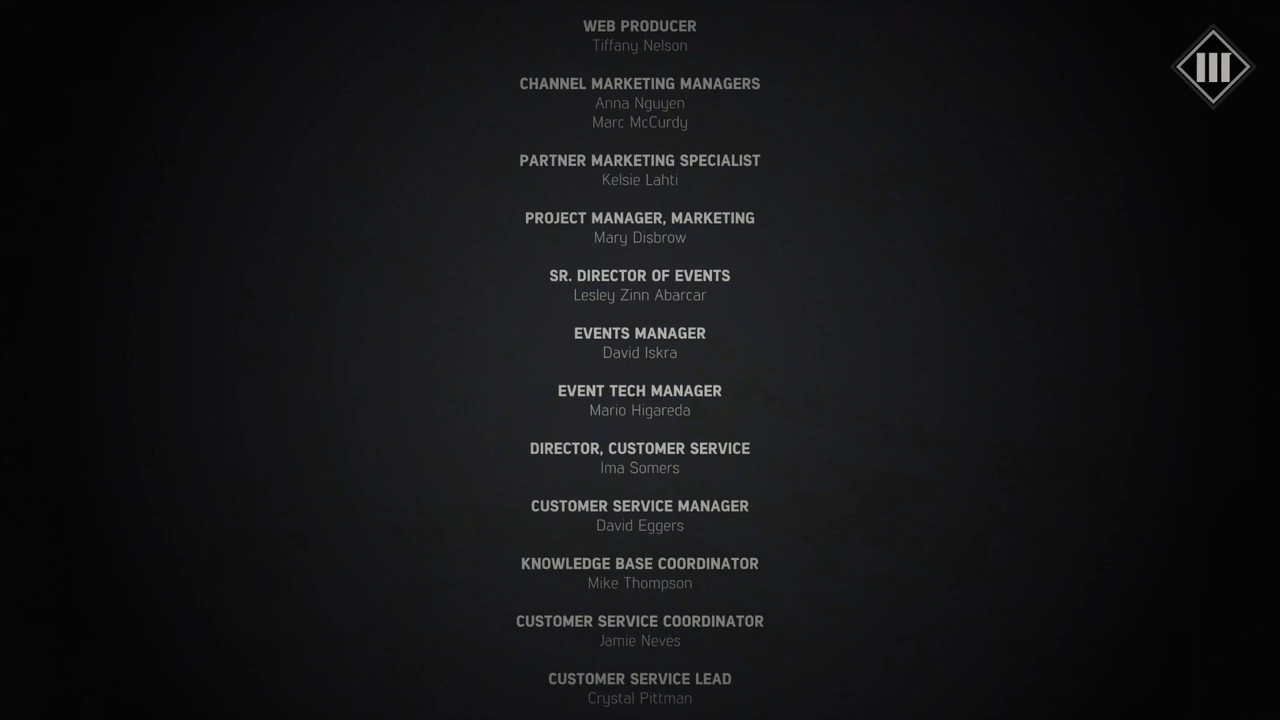 WEB PRODUCER
Tiffany Nelson
CHANNEL MARKETING MANAGERS
Anna Nguyen
Marc McCurdy
PARTNER MARKETING SPECIALIST
Kelsie Lahti
PROJECT MANAGER, MARKETING
Mary Disbrow
SR. DIRECTOR OF EVENTS
Lesley Zinn Abarcar
EVENTS MANAGER
David Iskra
EVENT TECH MANAGER
Mario Higareda
DIRECTOR, CUSTOMER SERVICE
Ima Somers
CUSTOMER SERVICE MANAGER
David Eggers
KNOWLEDGE BASE COORDINATOR
Mike Thompson
CUSTOMER SERVICE COORDINATOR
Jamie Neves
CUSTOMER SERVICE LEAD
Crystal Pittman
III